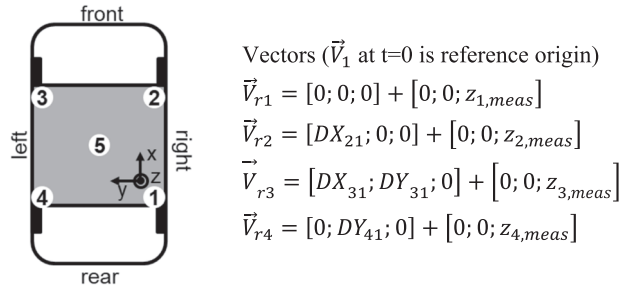 front
3
2
5
left
right
x
z
y
4
1
rear
Vectors (V⃗₁ at t=0 is reference origin)
V⃗ᵣ₁ = [0; 0; 0] + [0; 0; z₁,ₘₑₐₛ]
V⃗ᵣ₂ = [DX₂₁; 0; 0] + [0; 0; z₂,ₘₑₐₛ]
V⃗ᵣ₃ = [DX₃₁; DY₃₁; 0] + [0; 0; z₃,ₘₑₐₛ]
V⃗ᵣ₄ = [0; DY₄₁; 0] + [0; 0; z₄,ₘₑₐₛ]